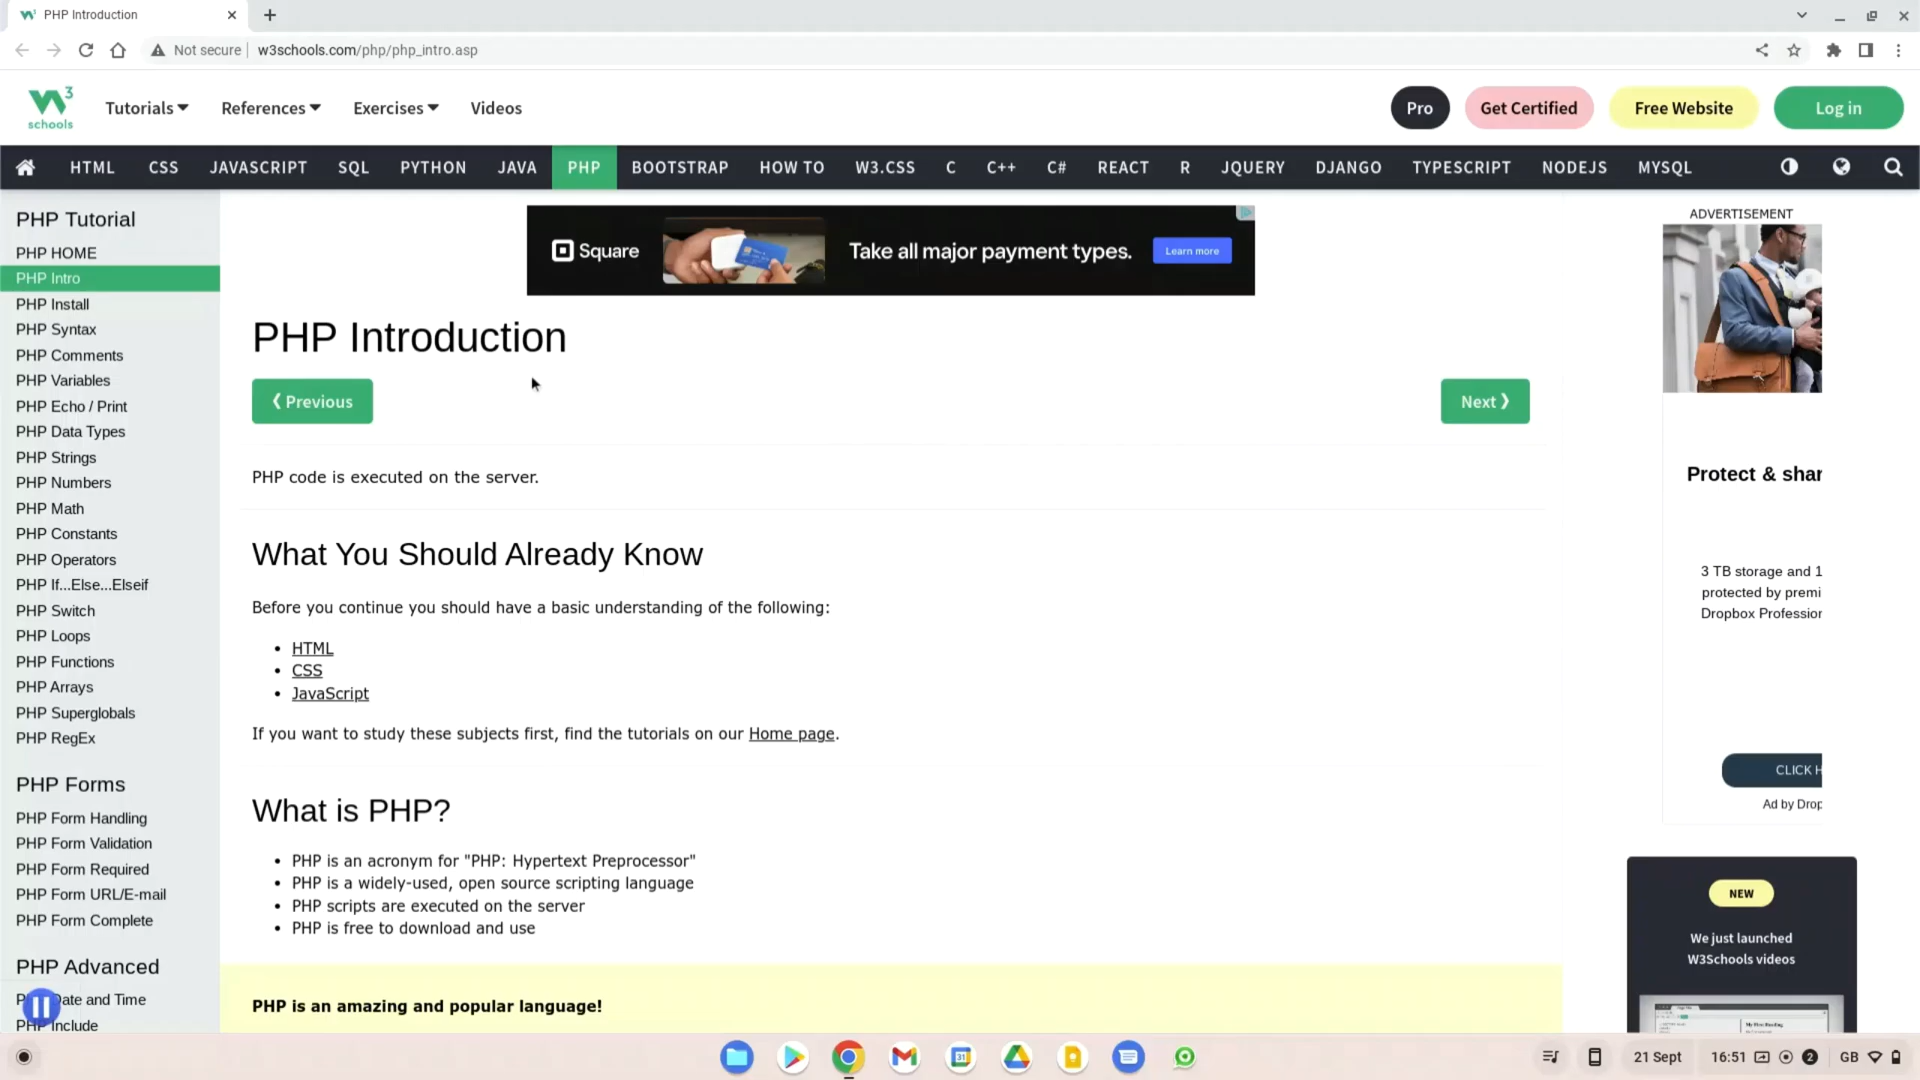 PHP Introduction
Not secure
w3schools.com/php/php_intro.asp
3
schools
Tutorials
References
Exercises
Videos
Pro
Get Certified
Free Website
Log in
HTML
CSS
JAVASCRIPT
SQL
PYTHON
JAVA
PHP
BOOTSTRAP
HOW TO
W3.CSS
C
C++
C#
REACT
R
JQUERY
DJANGO
TYPESCRIPT
NODEJS
MYSQL
PHP Tutorial
PHP HOME
PHP Intro
PHP Install
PHP Syntax
PHP Comments
PHP Variables
PHP Echo / Print
PHP Data Types
PHP Strings
PHP Numbers
PHP Math
PHP Constants
PHP Operators
PHP If...Else...Elseif
PHP Switch
PHP Loops
PHP Functions
PHP Arrays
PHP Superglobals
PHP RegEx
PHP Forms
PHP Form Handling
PHP Form Validation
PHP Form Required
PHP Form URL/E-mail
PHP Form Complete
PHP Advanced
Date and Time
PHP Include
Square
Take all major payment types.
Learn more
PHP Introduction
❮ Previous
Next ❯
PHP code is executed on the server.
What You Should Already Know
Before you continue you should have a basic understanding of the following:
• HTML
• CSS
• JavaScript
If you want to study these subjects first, find the tutorials on our Home page.
What is PHP?
• PHP is an acronym for "PHP: Hypertext Preprocessor"
• PHP is a widely-used, open source scripting language
• PHP scripts are executed on the server
• PHP is free to download and use
PHP is an amazing and popular language!
ADVERTISEMENT
Protect & shar
3 TB storage and 1
protected by premi
Dropbox Profession
CLICK H
Ad by Drop
NEW
We just launched
W3Schools videos
31
21 Sept
16:51
2
GB